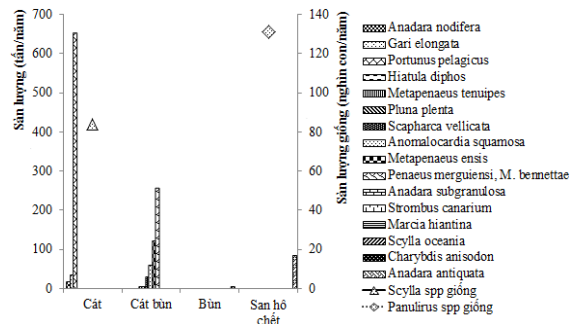 Sản lượng (tấn/năm)
700
600
500
400
300
200
100
0
Cát
Cát bùn
Bùn
San hô
chết
140
120
100
80
60
40
20
0
Sản lượng giống (nghìn con/năm)
Anadara nodifera
Gari elongata
Portunus pelagicus
Hiatula diphos
Metapenaeus tenuipes
Pluna plenta
Scapharca vellicata
Anomalocardia squamosa
Metapenaeus ensis
Penaeus merguiensi, M. bennettae
Anadara subgranulosa
Strombus canarium
Marcia hiantina
Scylla oceania
Charybdis anisodon
Anadara antiquata
Scylla spp giống
Panulirus spp giống